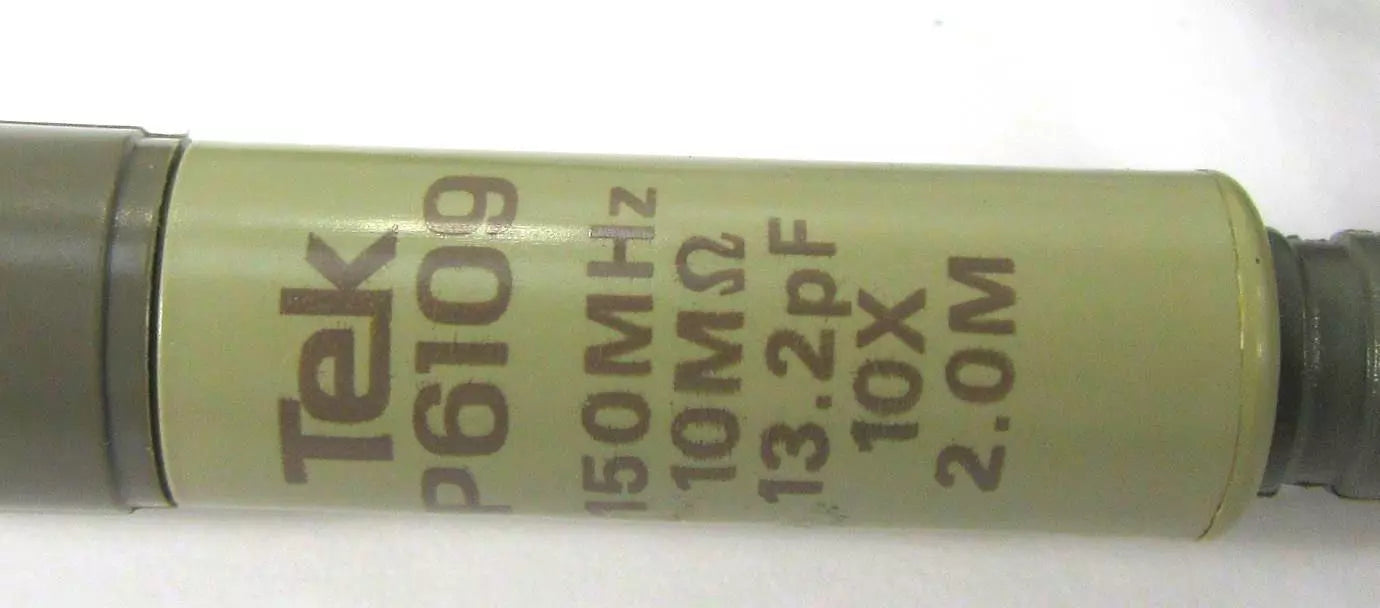 Tek
P6109
150MHz
10MΩ
13.2pF
10X
2.0M